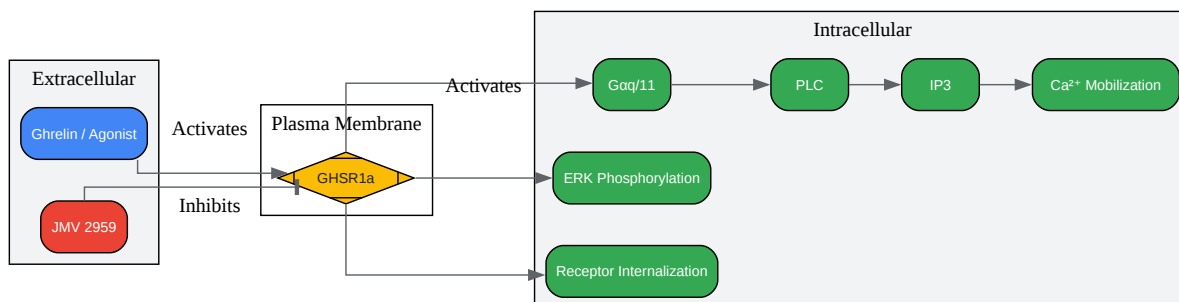 Extracellular
Ghrelin / Agonist
JMV 2959
Activates
Inhibits
Plasma Membrane
GHSR1a
Intracellular
Activates
Gαq/11
PLC
IP3
Ca²⁺ Mobilization
ERK Phosphorylation
Receptor Internalization